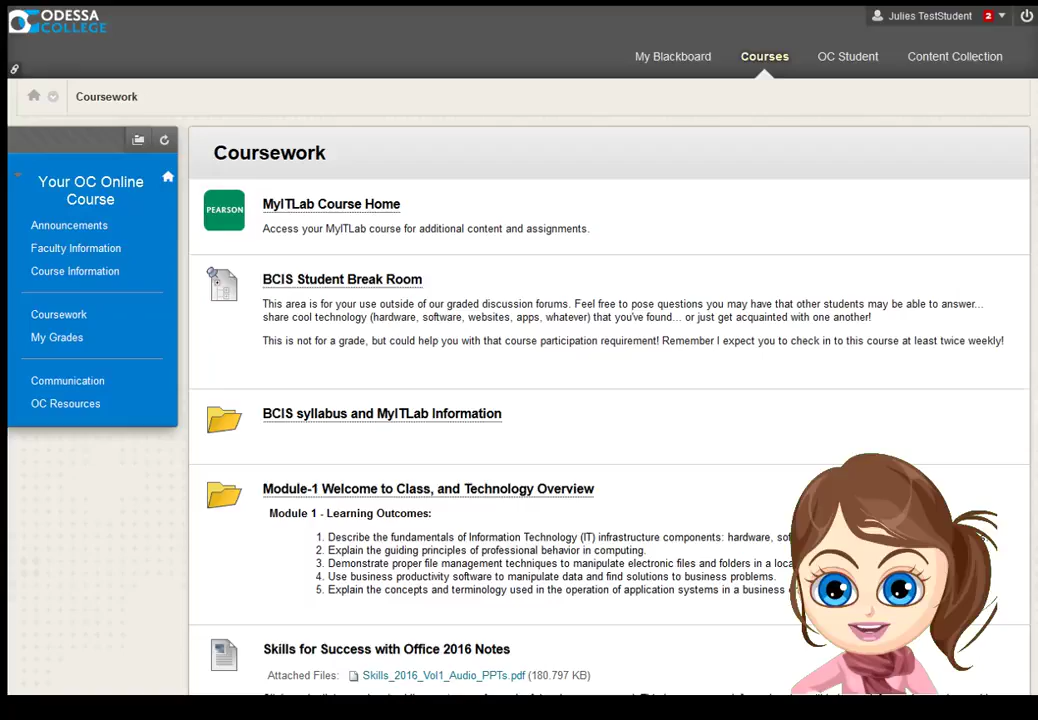 ODESSA
COLLEGE
Julies TestStudent 2
My Blackboard Courses OC Student Content Collection
Coursework
Your OC Online
Course
Announcements
Faculty Information
Course Information
Coursework
My Grades
Communication
OC Resources
Coursework
PEARSON
MyITLab Course Home
Access your MyITLab course for additional content and assignments.
BCIS Student Break Room
This area is for your use outside of our graded discussion forums. Feel free to pose questions you may have that other students may be able to answer...
share cool technology (hardware, software, websites, apps, whatever) that you've found... or just get acquainted with one another!
This is not for a grade, but could help you with that course participation requirement! Remember I expect you to check in to this course at least twice weekly!
BCIS syllabus and MyITLab Information
Module-1 Welcome to Class, and Technology Overview
Module 1 - Learning Outcomes:
1. Describe the fundamentals of Information Technology (IT) infrastructure components: hardware,
2. Explain the guiding principles of professional behavior in computing.
3. Demonstrate proper file management techniques to manipulate electronic files and folders in a
4. Use business productivity software to manipulate data and find solutions to business problems.
5. Explain the concepts and terminology used in the operation of application systems in a business
Skills for Success with Office 2016 Notes
Attached Files: Skills_2016_Vol1_Audio_PPTs.pdf (180.797 KB)